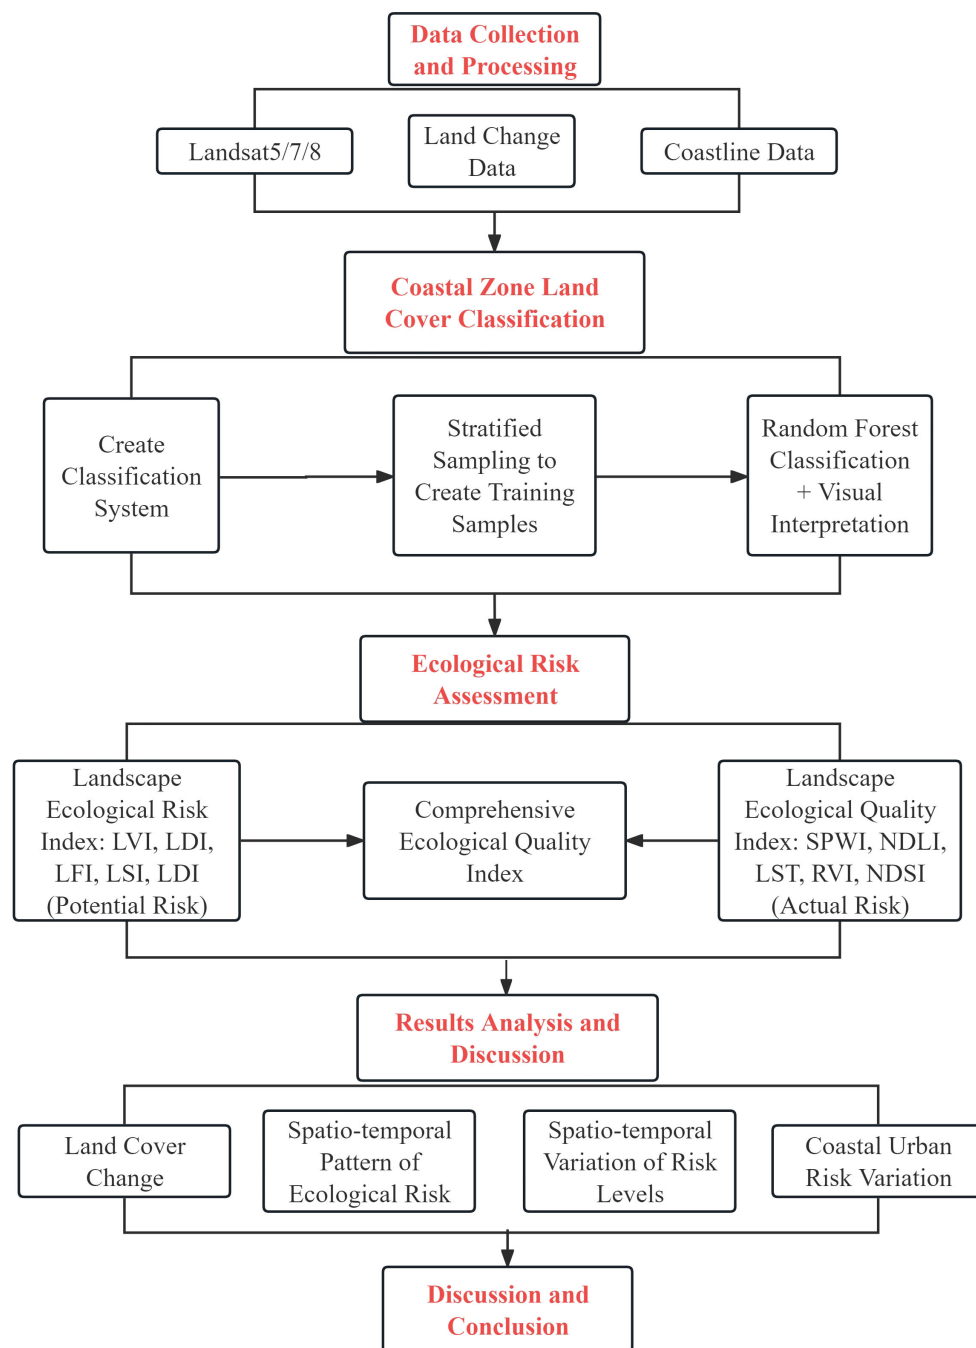 Data Collection
and Processing
Landsat5/7/8
Land Change
Data
Coastline Data
Coastal Zone Land
Cover Classification
Create
Classification
System
Stratified
Sampling to
Create Training
Samples
Random Forest
Classification
+ Visual
Interpretation
Ecological Risk
Assessment
Landscape
Ecological Risk
Index: LVI, LDI,
LFI, LSI, LDI
(Potential Risk)
Comprehensive
Ecological Quality
Index
Landscape
Ecological Quality
Index: SPWI, NDLI,
LST, RVI, NDSI
(Actual Risk)
Results Analysis and
Discussion
Land Cover
Change
Spatio-temporal
Pattern of
Ecological Risk
Spatio-temporal
Variation of Risk
Levels
Coastal Urban
Risk Variation
Discussion and
Conclusion